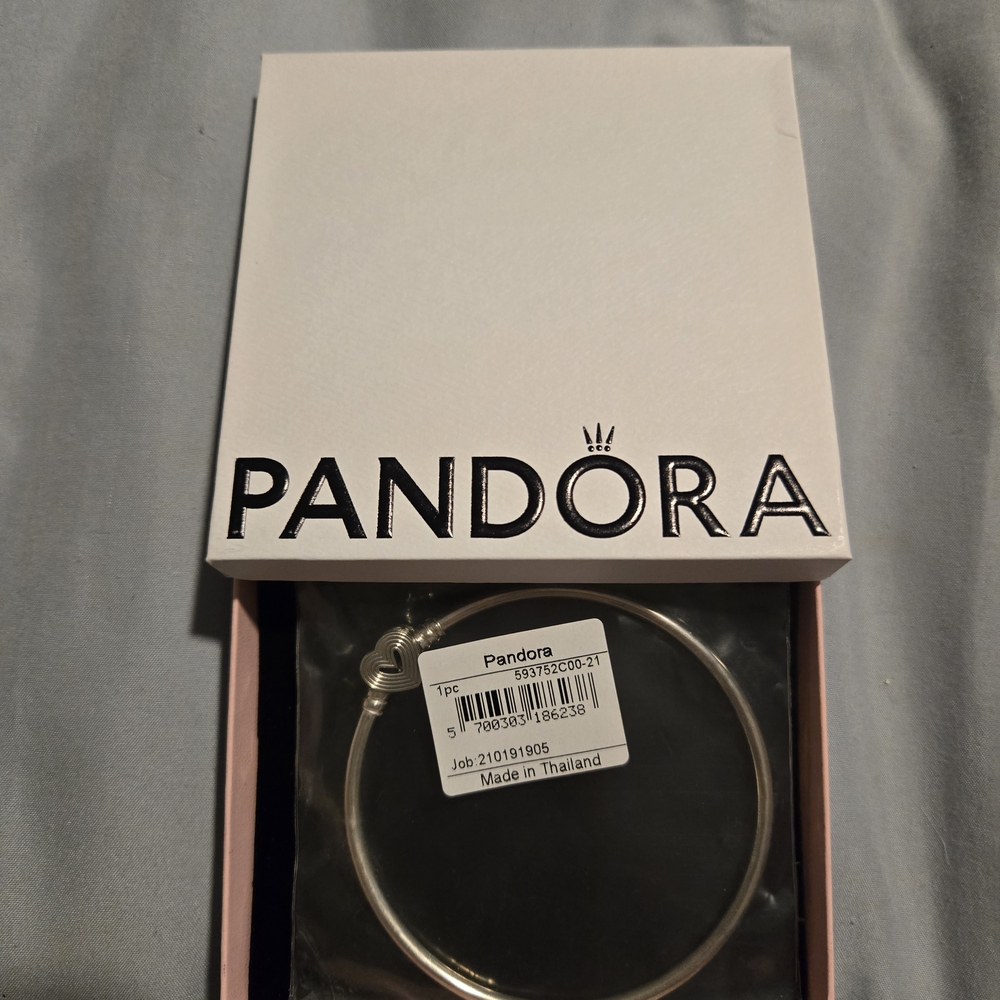 PANDORA
Pandora
593752C00-21
1pc
5 700303 186238
Job:210191905
Made in Thailand